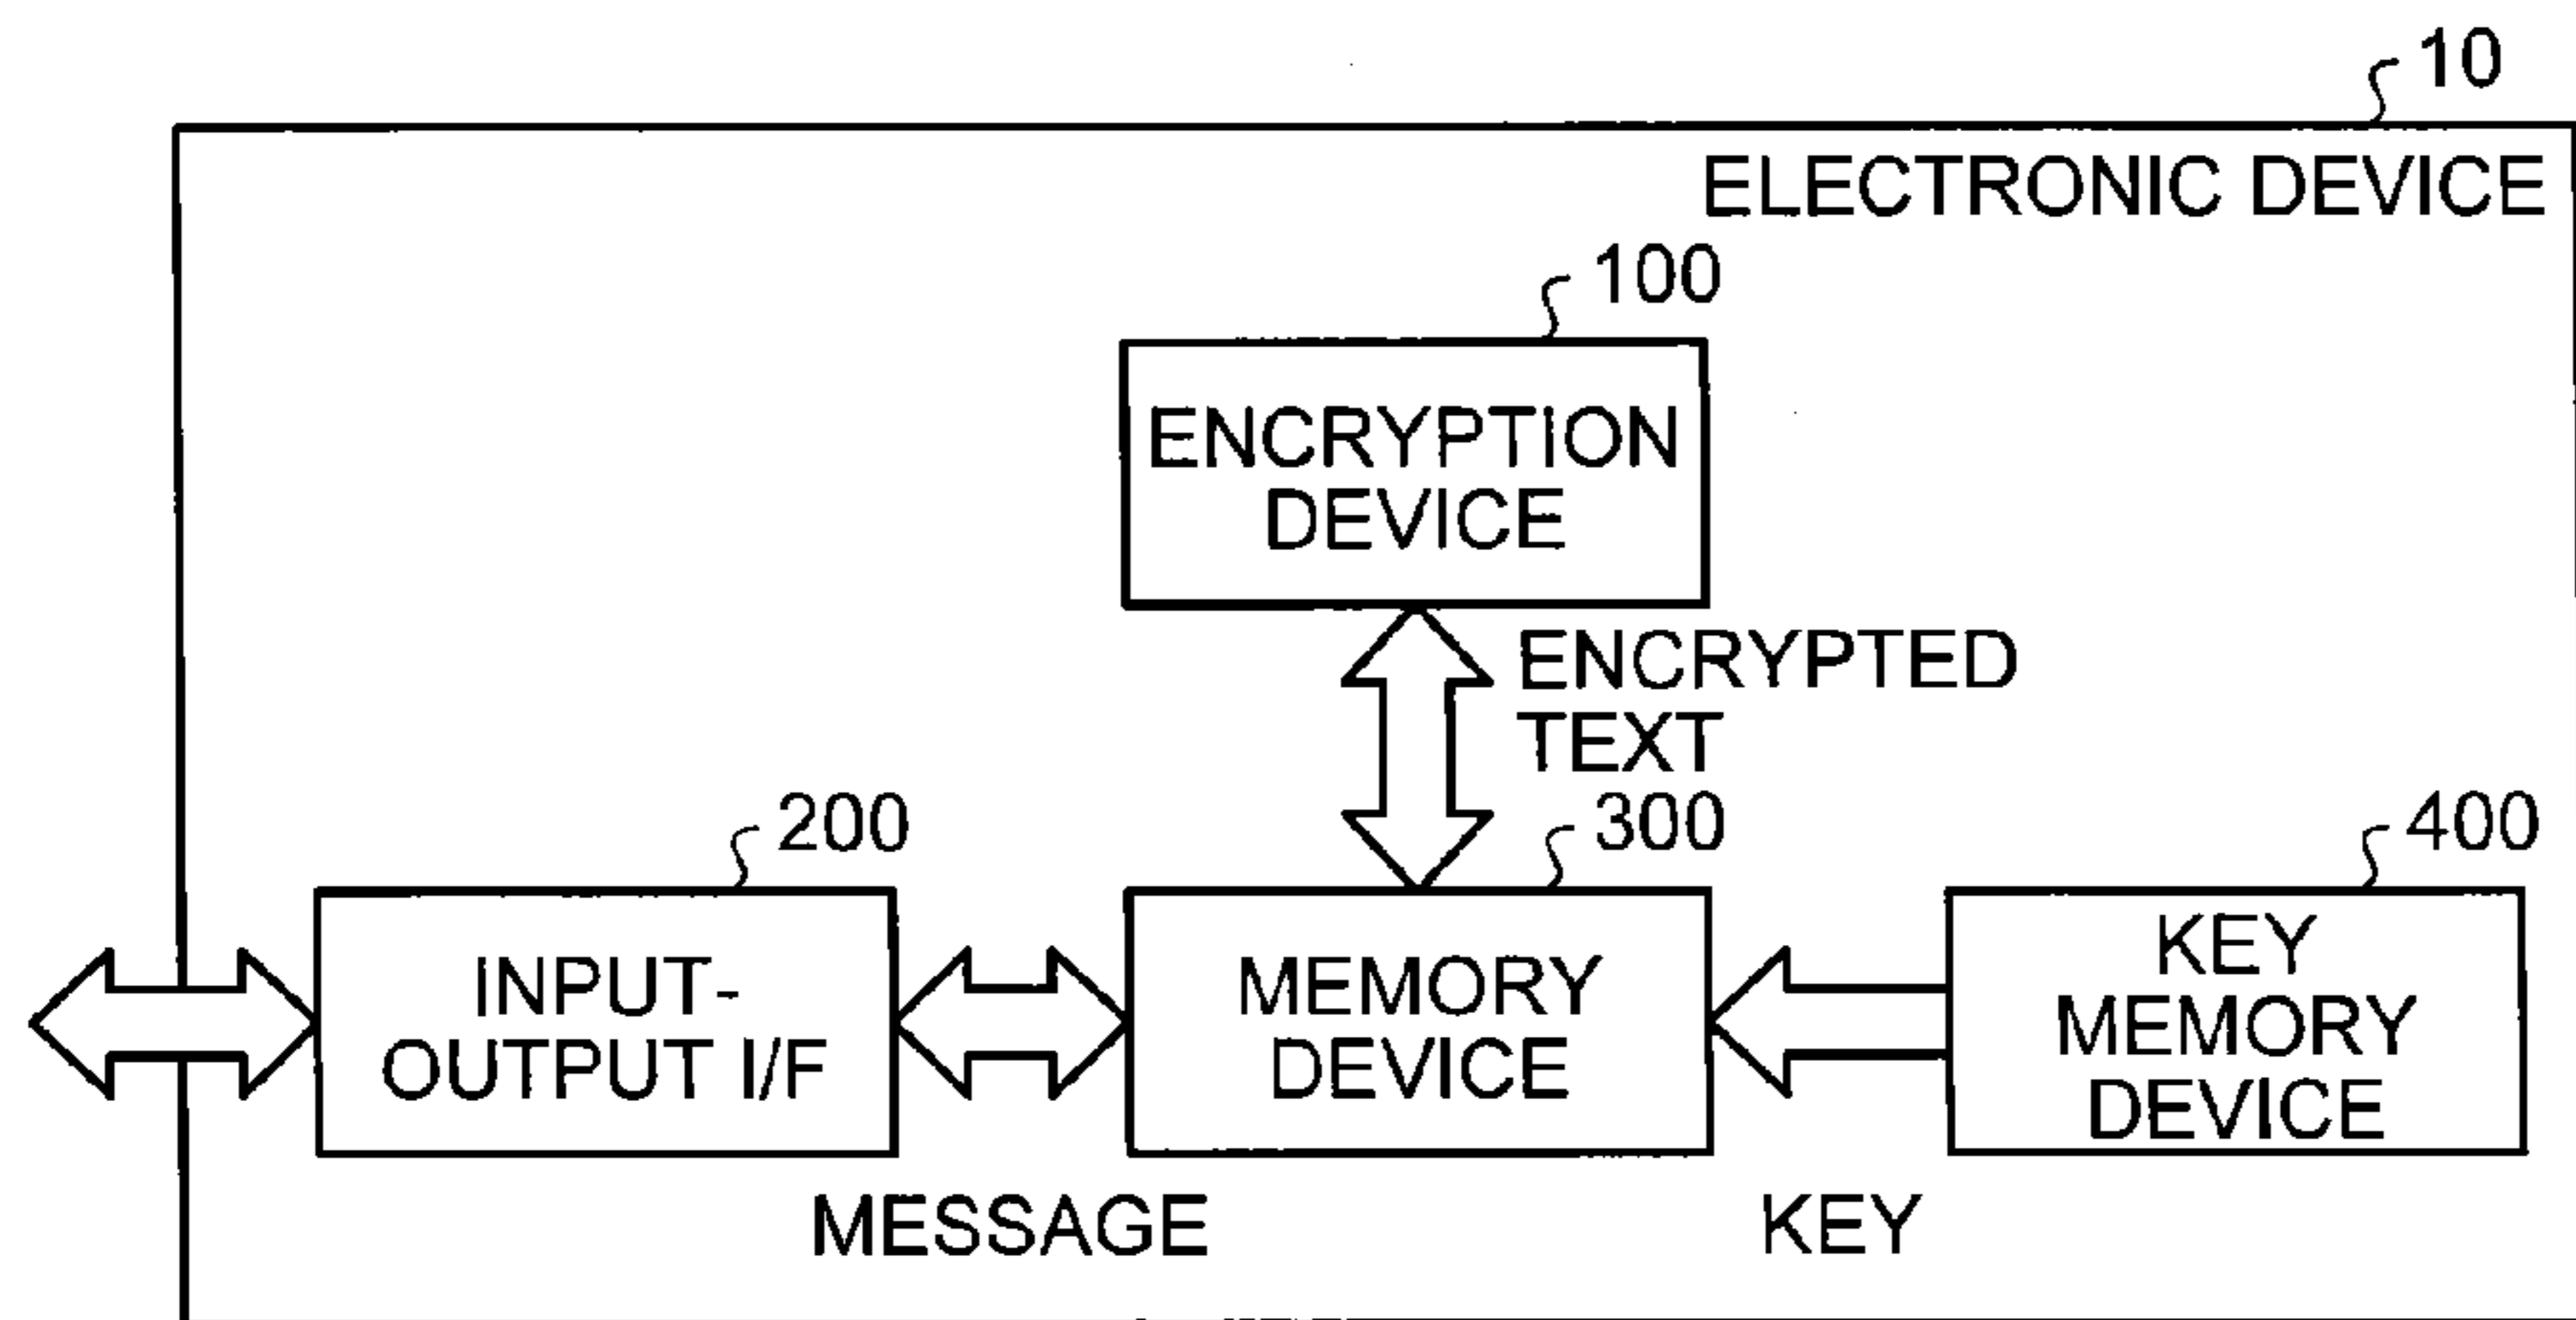 10
ELECTRONIC DEVICE
100
ENCRYPTION
DEVICE
ENCRYPTED
TEXT
200
300
400
INPUT-
OUTPUT I/F
MEMORY
DEVICE
KEY
MEMORY
DEVICE
MESSAGE
KEY